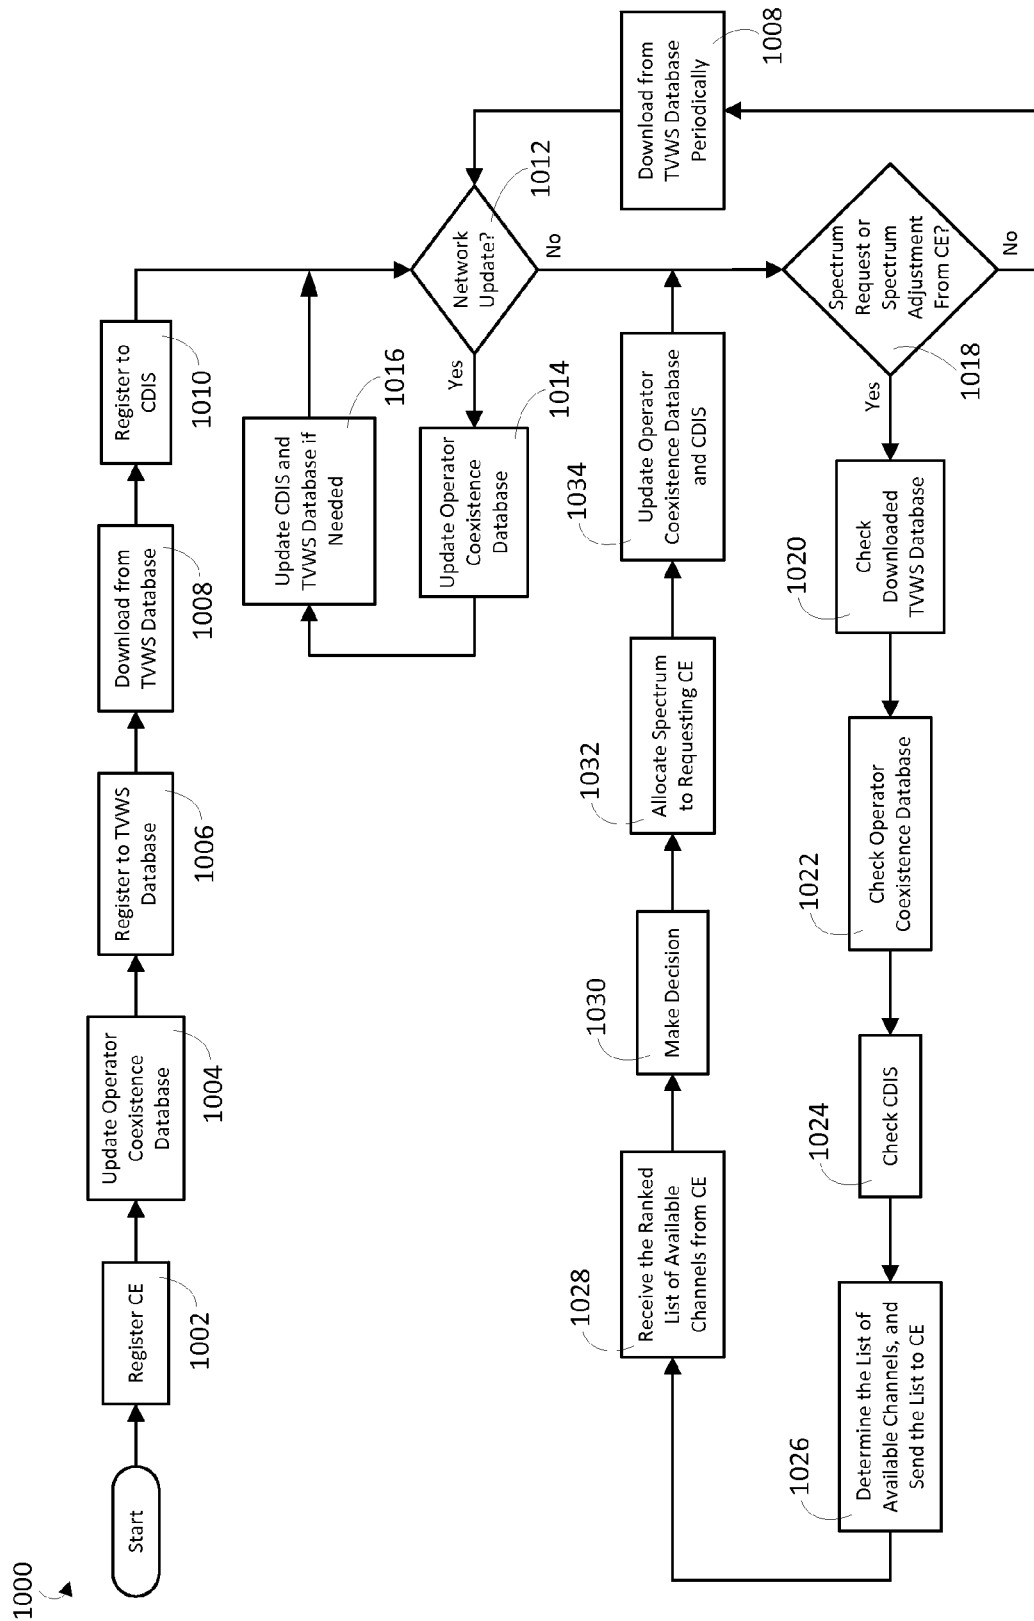 1000
Start
Register CE
1002
Update Operator
Coexistence
Database
1004
Register to TVWS
Database
1006
Download from
TVWS Database
1008
Register to
CDIS
1010
Network
Update?
1012
Yes
No
Update Operator
Coexistence
Database
1014
Update CDIS and
TVWS Database if
Needed
1016
Download from
TVWS Database
Periodically
1008
Spectrum
Request or
Spectrum
Adjustment
From CE?
1018
Yes
No
Check
Downloaded
TVWS Database
1020
Check Operator
Coexistence Database
1022
Check CDIS
1024
Determine the List of
Available Channels, and
Send the List to CE
1026
Receive the Ranked
List of Available
Channels from CE
1028
Make Decision
1030
Allocate Spectrum
to Requesting CE
1032
Update Operator
Coexistence Database
and CDIS
1034